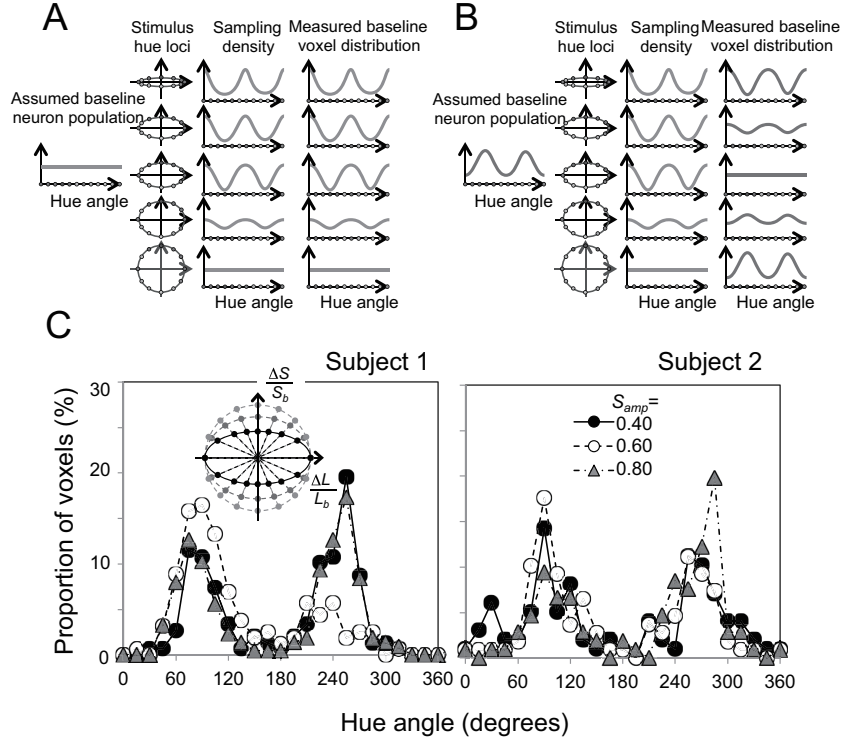 A
Stimulus hue loci
Sampling density
Measured baseline voxel distribution
Assumed baseline neuron population
Hue angle
Hue angle
Hue angle
B
Stimulus hue loci
Sampling density
Measured baseline voxel distribution
Assumed baseline neuron population
Hue angle
Hue angle
Hue angle
C
Subject 1
Subject 2
ΔS
S_b
ΔL
L_b
S_amp=
0.40
0.60
0.80
Proportion of voxels (%)
30
20
10
0
0 60 120 180 240 300 360
0 60 120 180 240 300 360
Hue angle (degrees)